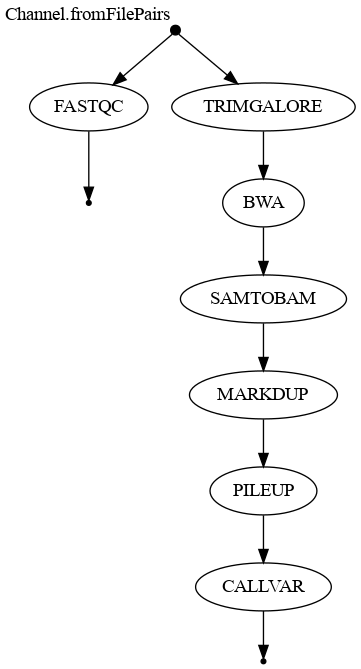 Channel.fromFilePairs
FASTQC
TRIMGALORE
BWA
SAMTOBAM
MARKDUP
PILEUP
CALLVAR